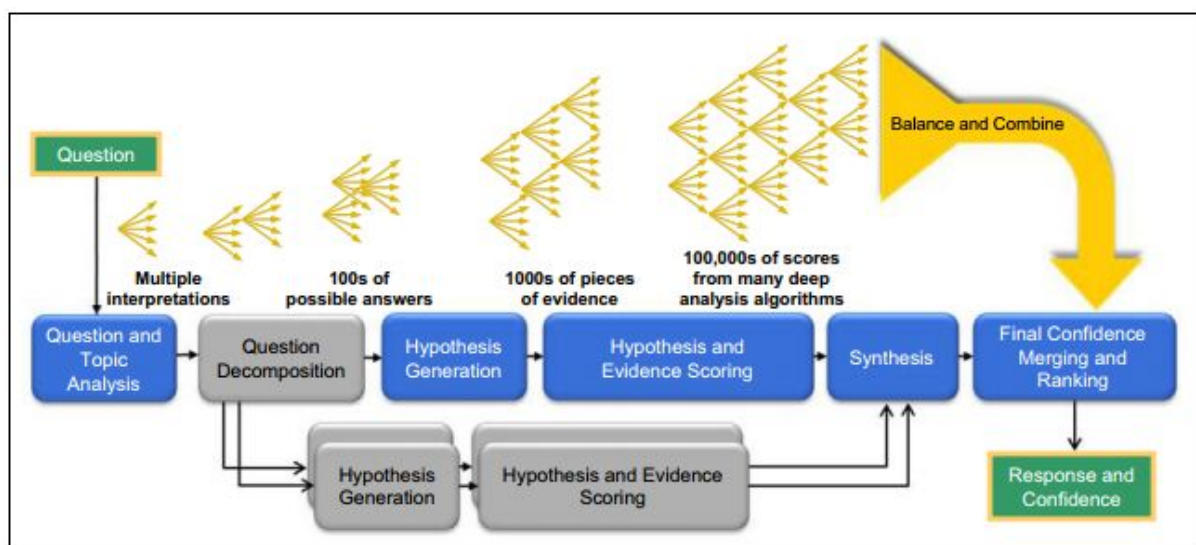 Question
Balance and Combine
Multiple
interpretations
100s of
possible answers
1000s of pieces
of evidence
100,000s of scores
from many deep
analysis algorithms
Question and
Topic
Analysis
Question
Decomposition
Hypothesis
Generation
Hypothesis and
Evidence Scoring
Synthesis
Final Confidence
Merging and
Ranking
Hypothesis
Generation
Hypothesis and Evidence
Scoring
Response and
Confidence